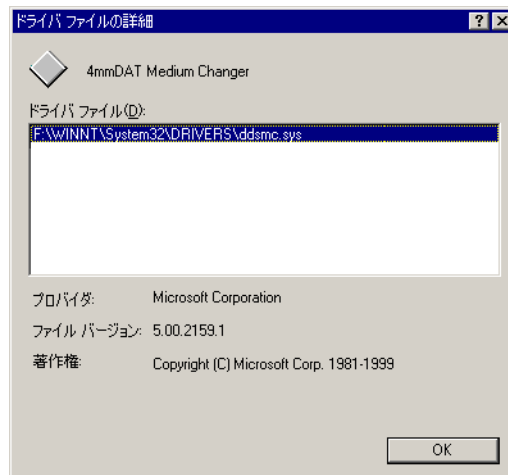 ドライバ ファイルの詳細
4mmDAT Medium Changer
ドライバ ファイル(D):
F:\WINNT\System32\DRIVERS\ddsmc.sys
プロバイダ: Microsoft Corporation
ファイル バージョン: 5.00.2159.1
著作権: Copyright (C) Microsoft Corp. 1981-1999
OK